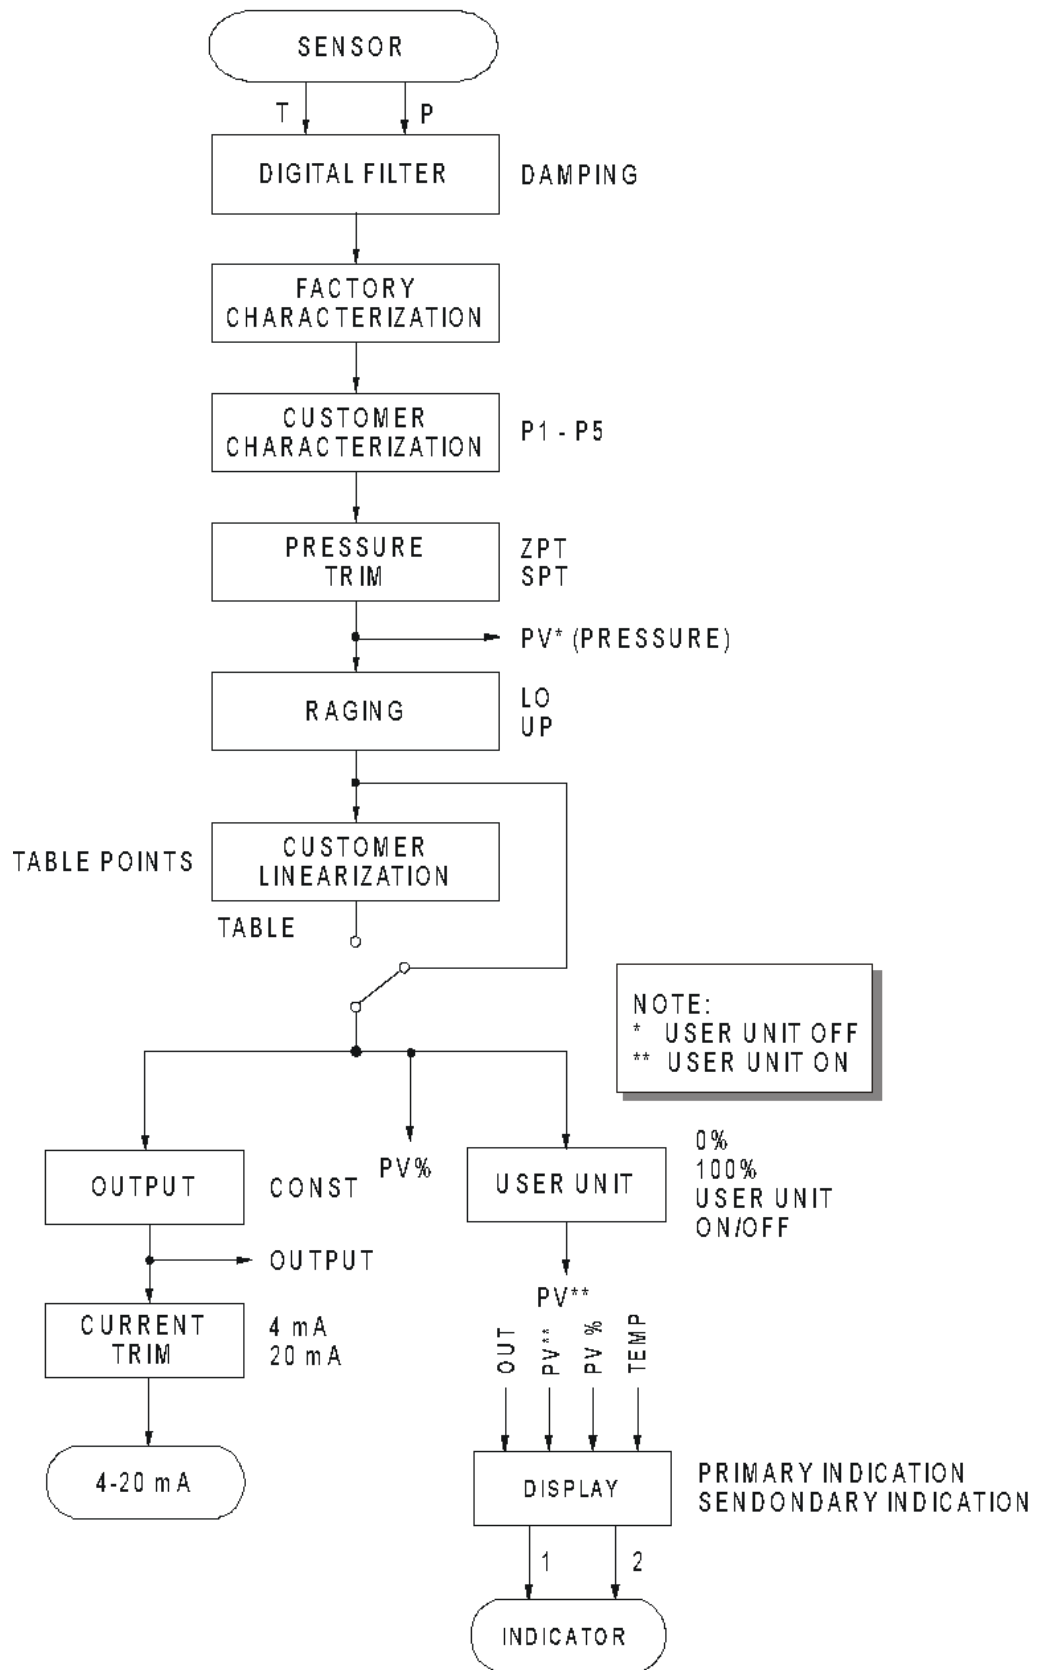 SENSOR
T
P
DIGITAL FILTER
DAMPING
FACTORY
CHARACTERIZATION
CUSTOMER
CHARACTERIZATION
P1 - P5
PRESSURE
TRIM
ZPT
SPT
PV* (PRESSURE)
RAGING
LO
UP
TABLE POINTS
CUSTOMER
LINEARIZATION
TABLE
NOTE:
* USER UNIT OFF
** USER UNIT ON
OUTPUT
CONST
PV%
USER UNIT
0%
100%
USER UNIT
ON/OFF
OUTPUT
PV**
CURRENT
TRIM
4 mA
20 mA
OUT
PV**
PV %
TEMP
4-20 mA
DISPLAY
PRIMARY INDICATION
SENDONDARY INDICATION
1
2
INDICATOR